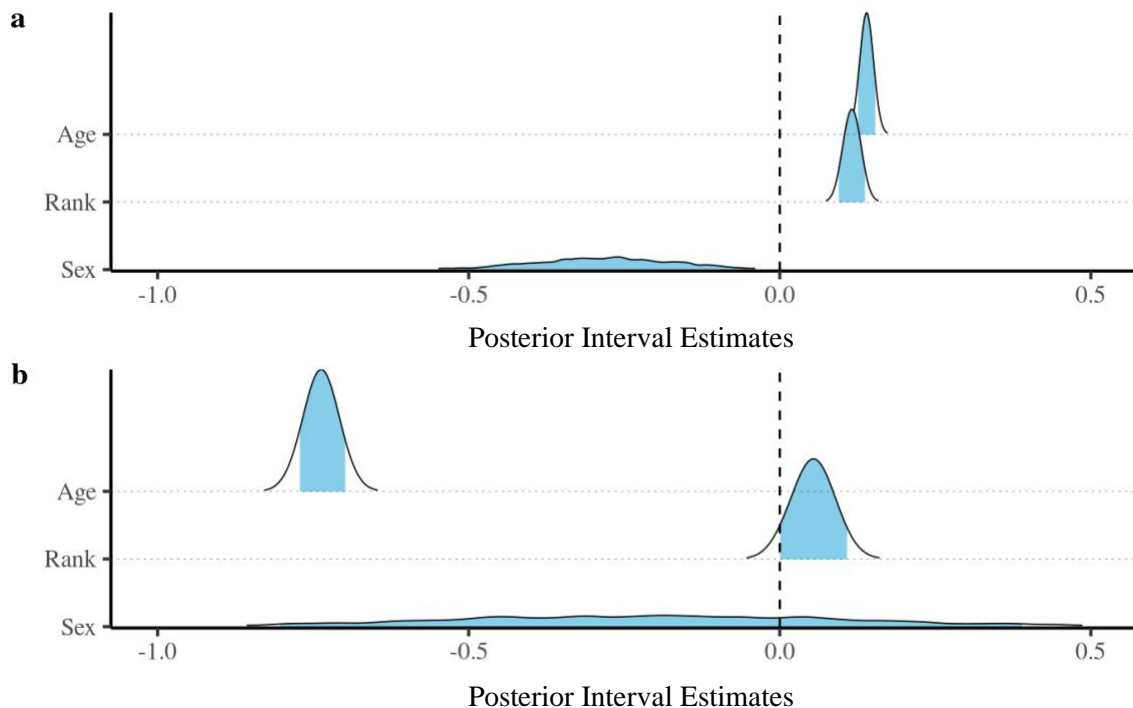 a
Age
Rank
Sex
-1.0 -0.5 0.0 0.5
Posterior Interval Estimates
b
Age
Rank
Sex
-1.0 -0.5 0.0 0.5
Posterior Interval Estimates